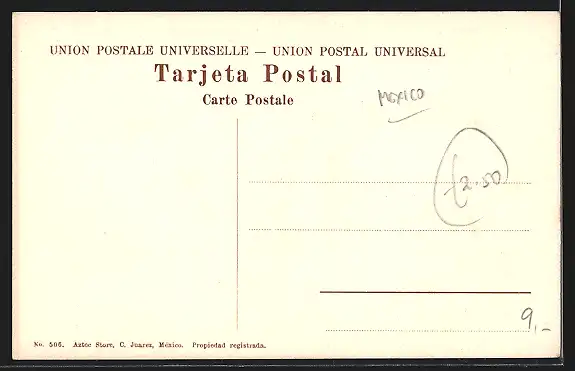 UNION POSTALE UNIVERSELLE — UNION POSTAL UNIVERSAL
Tarjeta Postal
Carte Postale
MEXICO
£2.50
9,-
No. 506. Aztec Store, C. Juarez, México. Propiedad registrada.